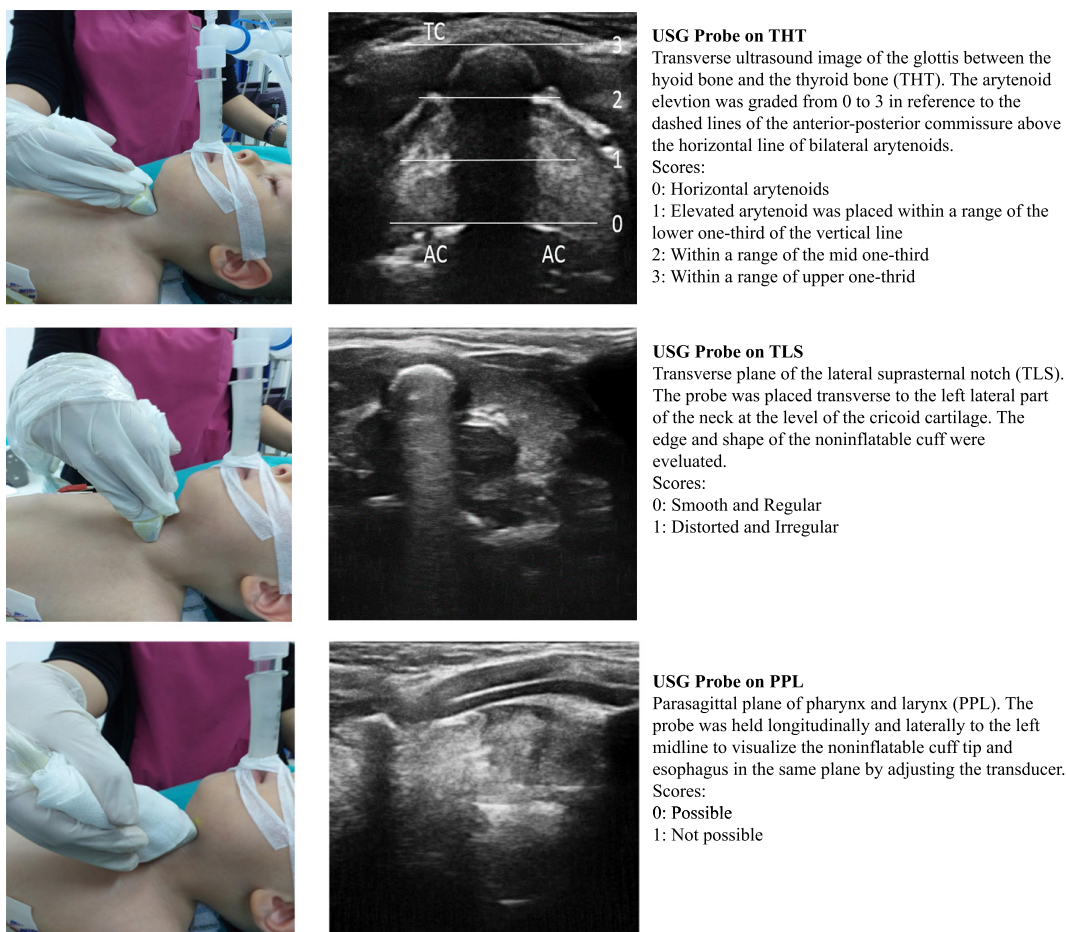 TC
3
2
1
0
AC
AC
USG Probe on THT
Transverse ultrasound image of the glottis between the
hyoid bone and the thyroid bone (THT). The arytenoid
elevtion was graded from 0 to 3 in reference to the
dashed lines of the anterior-posterior commissure above
the horizontal line of bilateral arytenoids.
Scores:
0: Horizontal arytenoids
1: Elevated arytenoid was placed within a range of the
lower one-third of the vertical line
2: Within a range of the mid one-third
3: Within a range of upper one-thrid
USG Probe on TLS
Transverse plane of the lateral suprasternal notch (TLS).
The probe was placed transverse to the left lateral part
of the neck at the level of the cricoid cartilage. The
edge and shape of the noninflatable cuff were
eveluated.
Scores:
0: Smooth and Regular
1: Distorted and Irregular
USG Probe on PPL
Parasagittal plane of pharynx and larynx (PPL). The
probe was held longitudinally and laterally to the left
midline to visualize the noninflatable cuff tip and
esophagus in the same plane by adjusting the transducer.
Scores:
0: Possible
1: Not possible